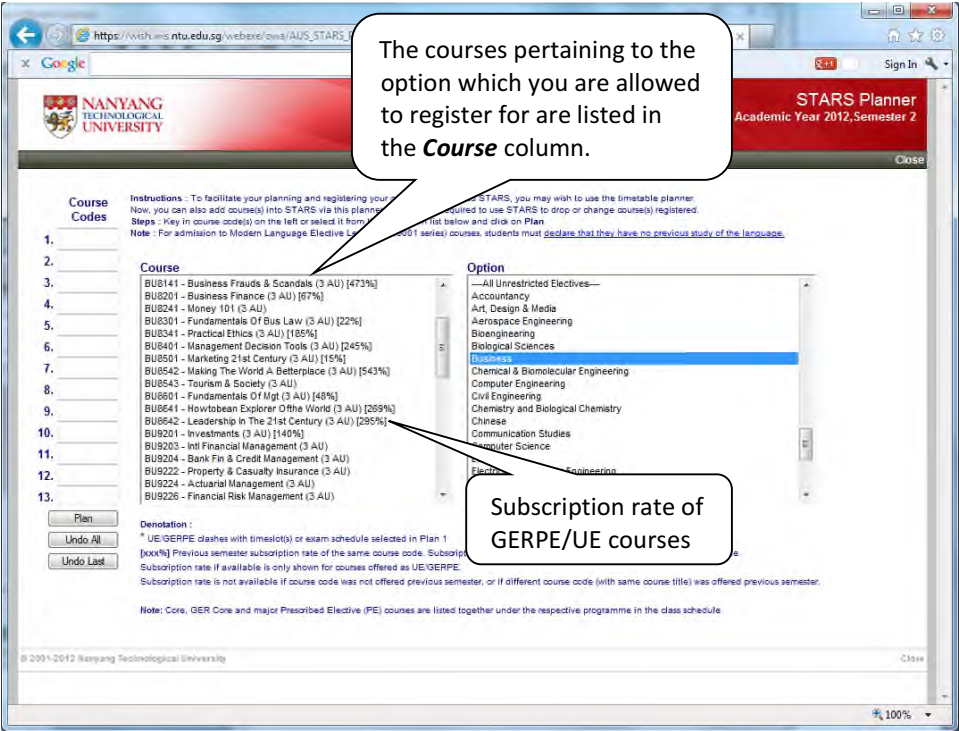 https://wish.wis.ntu.edu.sg/webexe/owa/AUS_STARS_
The courses pertaining to the
option which you are allowed
to register for are listed in
the Course column.
x Google
Sign In
NANYANG
TECHNOLOGICAL
UNIVERSITY
STARS Planner
Academic Year 2012,Semester 2
Close
Course
Codes
Instructions : To facilitate your planning and registering your STARS, you may wish to use the timetable planner.
Now, you can also add course(s) into STARS via this to use STARS to drop or change course(s) registered.
Steps : Key in course code(s) on the left or select it from list below and click on Plan
Note : For admission to Modern Language Elective series) courses, students must declare that they have no previous study of the language.
1.
2.
3.
4.
5.
6.
7.
8.
9.
10.
11.
12.
13.
Course
BU8141 - Business Frauds & Scandals (3 AU) [473%]
BU8201 - Business Finance (3 AU) [67%]
BU8241 - Money 101 (3 AU)
BU8301 - Fundamentals Of Bus Law (3 AU) [22%]
BU8341 - Practical Ethics (3 AU) [185%]
BU8401 - Management Decision Tools (3 AU) [245%]
BU8501 - Marketing 21st Century (3 AU) [15%]
BU8542 - Making The World A Betterplace (3 AU) [543%]
BU8543 - Tourism & Society (3 AU)
BU8601 - Fundamentals Of Mgt (3 AU) [48%]
BU8641 - Howtobean Explorer Ofthe World (3 AU) [269%]
BU8642 - Leadership In The 21st Century (3 AU) [295%]
BU9201 - Investments (3 AU) [140%]
BU9203 - Intl Financial Management (3 AU)
BU9204 - Bank Fin & Credit Management (3 AU)
BU9222 - Property & Casualty Insurance (3 AU)
BU9224 - Actuarial Management (3 AU)
BU9226 - Financial Risk Management (3 AU)
Option
---All Unrestricted Electives---
Accountancy
Art, Design & Media
Aerospace Engineering
Bioengineering
Biological Sciences
Business
Chemical & Biomolecular Engineering
Computer Engineering
Civil Engineering
Chemistry and Biological Chemistry
Chinese
Communication Studies
Computer Science
Engineering
Subscription rate of
GERPE/UE courses
Plan
Undo All
Undo Last
Denotation :
* UE/GERPE clashes with timeslot(s) or exam schedule selected in Plan 1
[xxx%] Previous semester subscription rate of the same course code.
Subscription rate if available is only shown for courses offered as UE/GERPE.
Subscription rate is not available if course code was not offered previous semester, or if different course code (with same course title) was offered previous semester.
Note: Core, GER Core and major Prescribed Elective (PE) courses are listed together under the respective programme in the class schedule
© 2001-2012 Nanyang Technological University
Close
100%